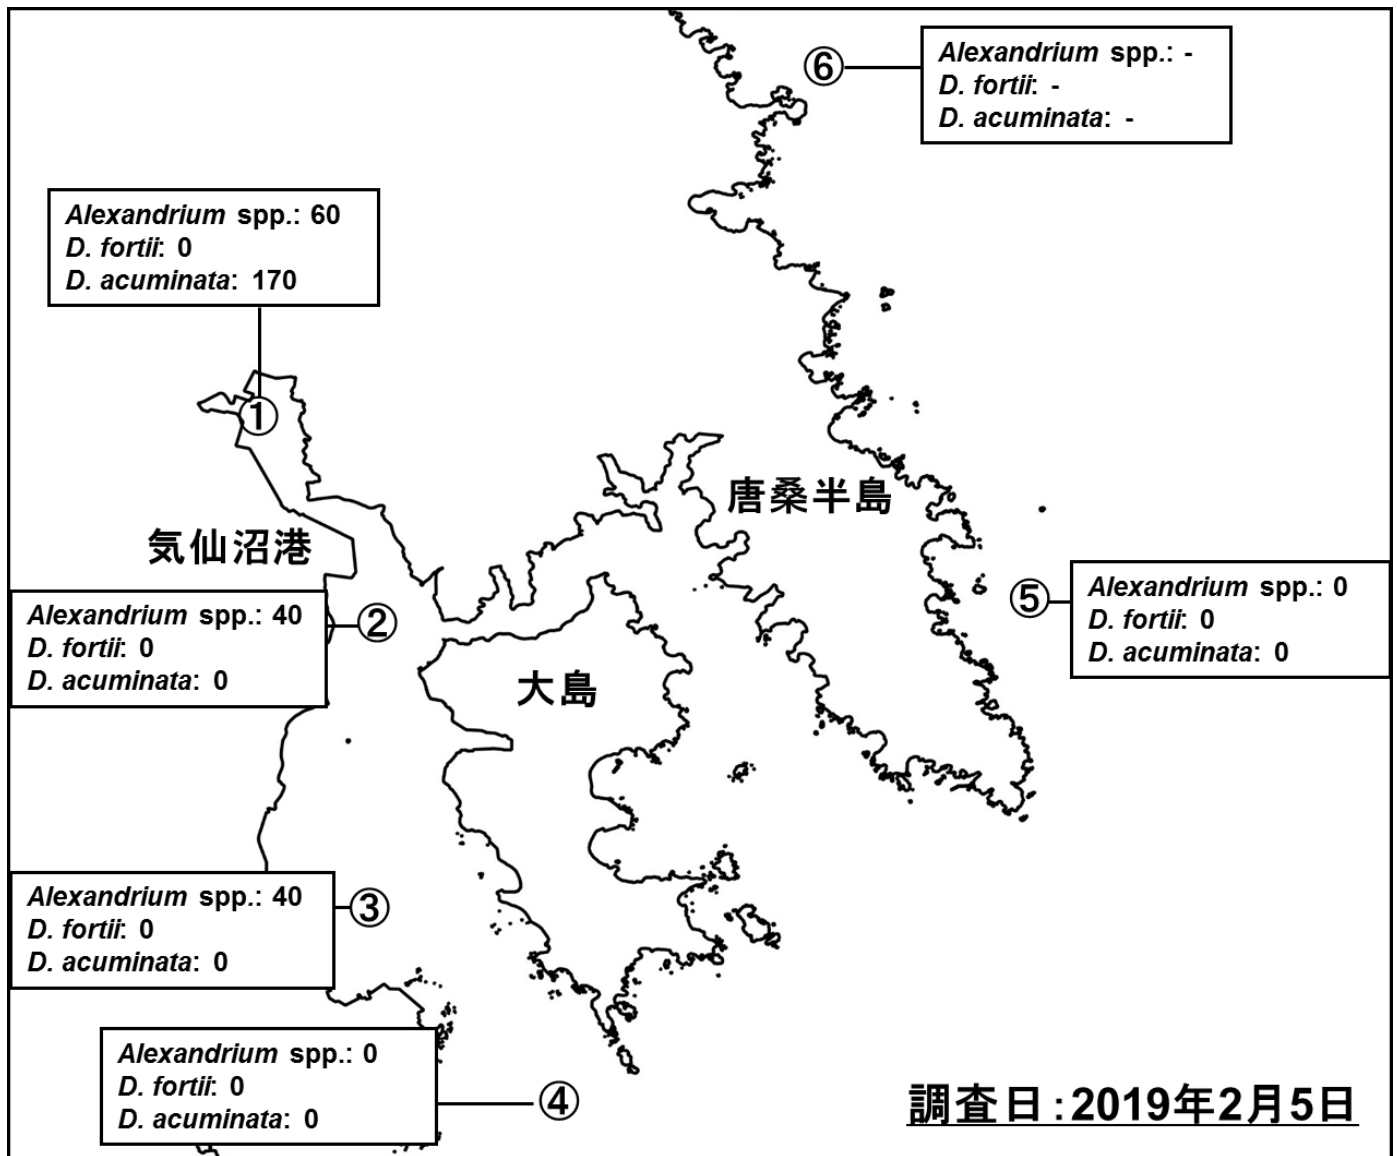 ⑥
Alexandrium spp.: -
D. fortii: -
D. acuminata: -
Alexandrium spp.: 60
D. fortii: 0
D. acuminata: 170
①
唐桑半島
気仙沼港
Alexandrium spp.: 40
D. fortii: 0
D. acuminata: 0
②
⑤
Alexandrium spp.: 0
D. fortii: 0
D. acuminata: 0
大島
Alexandrium spp.: 40
D. fortii: 0
D. acuminata: 0
③
Alexandrium spp.: 0
D. fortii: 0
D. acuminata: 0
④
調査日:2019年2月5日